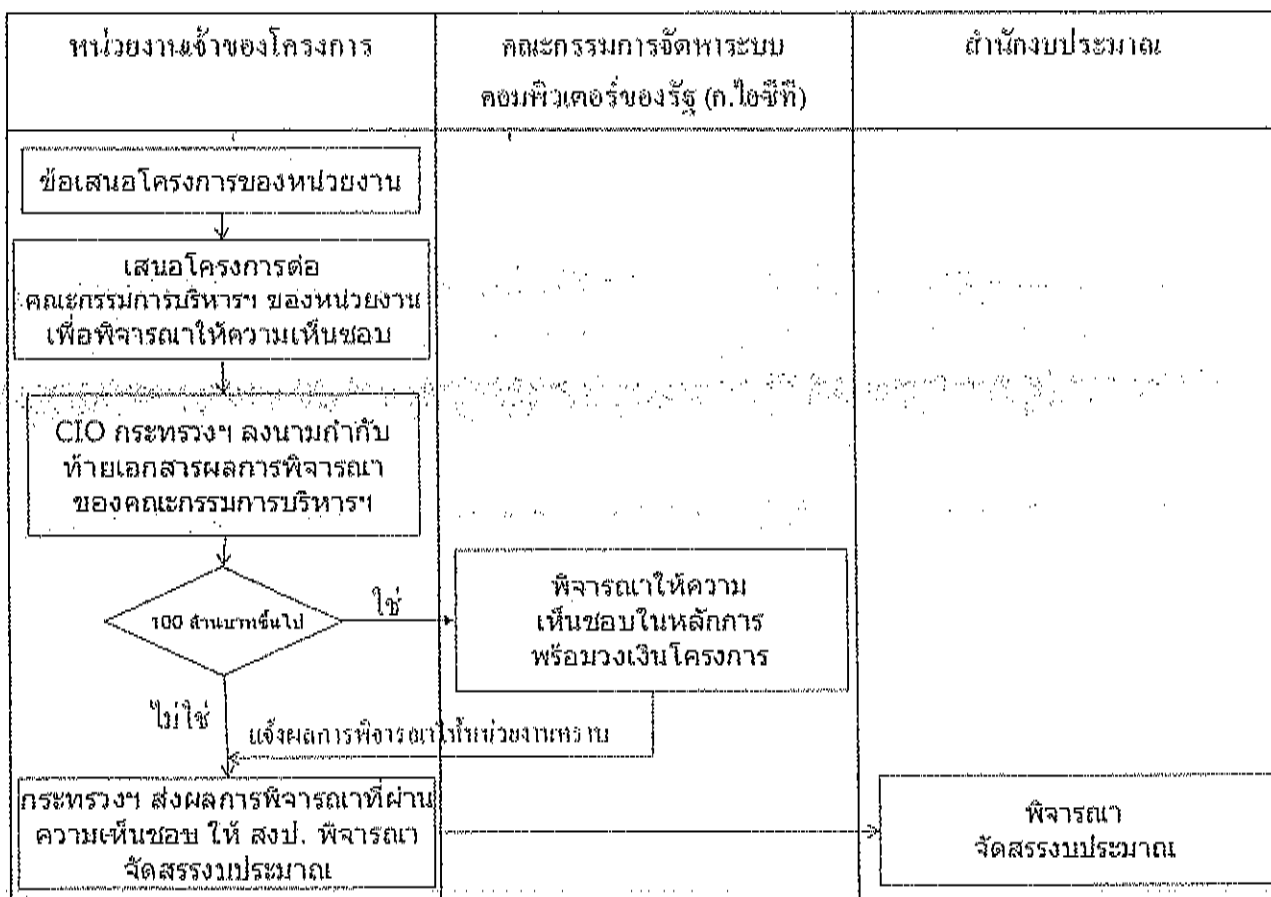 หน่วยงานเจ้าของโครงการ
คณะกรรมการจัดหาระบบ
คอมพิวเตอร์ของรัฐ (ก.ไอซีที)
สำนักงบประมาณ
ข้อเสนอโครงการของหน่วยงาน
เสนอโครงการต่อ
คณะกรรมการบริหารฯ ของหน่วยงาน
เพื่อพิจารณาให้ความเห็นชอบ
CIO กระทรวงฯ ลงนามกำกับ
ท้ายเอกสารผลการพิจารณา
ของคณะกรรมการบริหารฯ
100 ล้านบาทขึ้นไป
ใช่
พิจารณาให้ความ
เห็นชอบในหลักการ
พร้อมวงเงินโครงการ
ไม่ใช่
แจ้งผลการพิจารณาให้หน่วยงานทราบ
กระทรวงฯ ส่งผลการพิจารณาที่ผ่าน
ความเห็นชอบ ให้ สงป. พิจารณา
จัดสรรงบประมาณ
พิจารณา
จัดสรรงบประมาณ